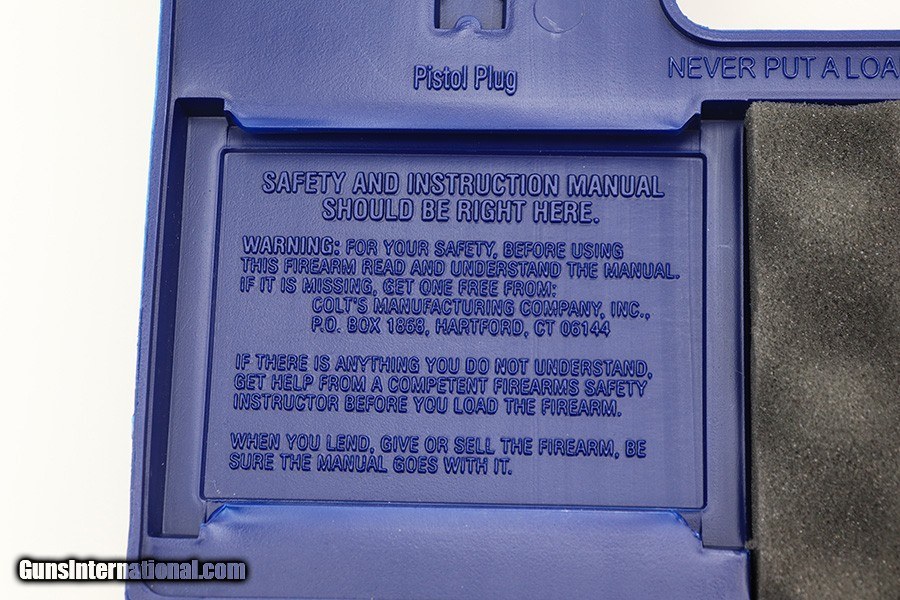 Pistol Plug
NEVER PUT A LOA
SAFETY AND INSTRUCTION MANUAL
SHOULD BE RIGHT HERE.
WARNING: FOR YOUR SAFETY, BEFORE USING
THIS FIREARM READ AND UNDERSTAND THE MANUAL.
IF IT IS MISSING, GET ONE FREE FROM:
COLT'S MANUFACTURING COMPANY, INC.,
P.O. BOX 1868, HARTFORD, CT 06144
IF THERE IS ANYTHING YOU DO NOT UNDERSTAND,
GET HELP FROM A COMPETENT FIREARMS SAFETY
INSTRUCTOR BEFORE YOU LOAD THE FIREARM.
WHEN YOU LEND, GIVE OR SELL THE FIREARM, BE
SURE THE MANUAL GOES WITH IT.
GunsInternational.com